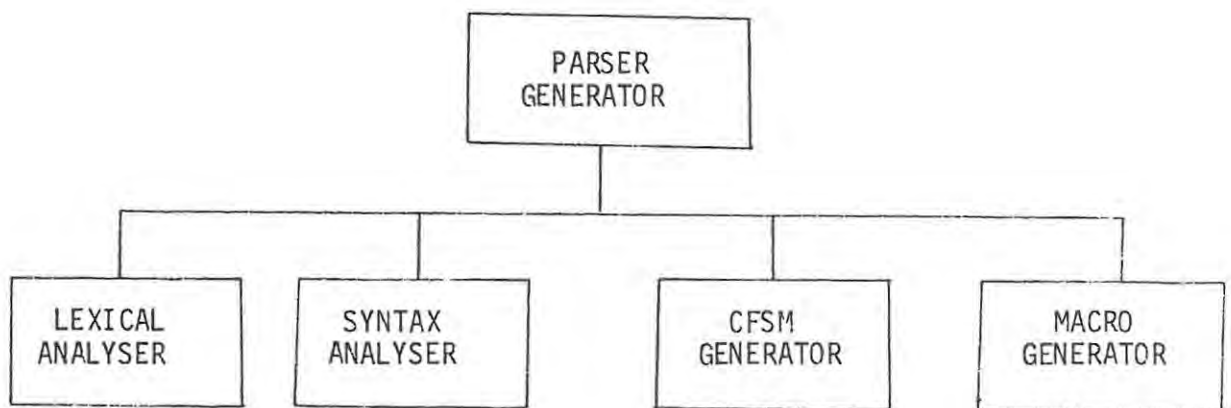 PARSER
GENERATOR
LEXICAL
ANALYSER
SYNTAX
ANALYSER
CFSM
GENERATOR
MACRO
GENERATOR